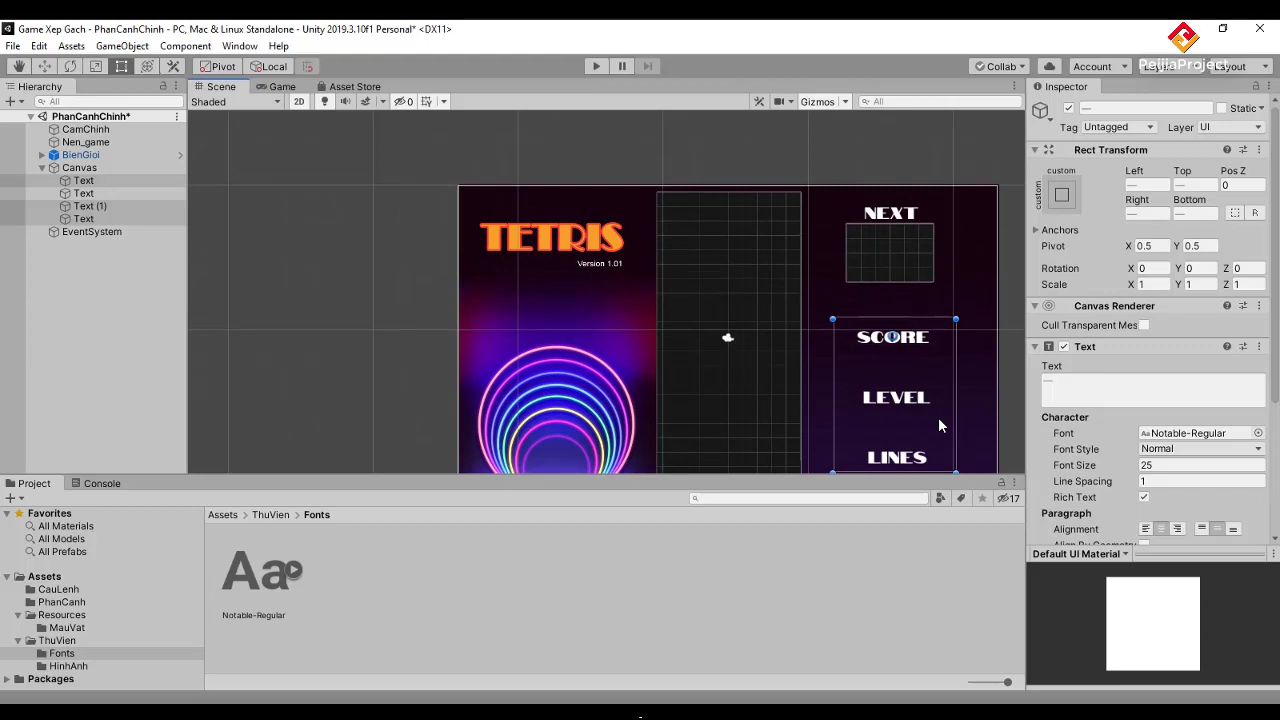 Game Xep Gach - PhanCanhChinh - PC, Mac & Linux Standalone - Unity 2019.3.10f1 Personal* <DX11>
File Edit Assets GameObject Component Window Help
PeijiaProject
Pivot Local Collab Account Layers Layout
Hierarchy
All
PhanCanhChinh*
CamChinh
Nen_game
BienGioi
Canvas
Text
Text
Text (1)
Text
EventSystem
Scene Game Asset Store
Shaded 2D 0 Gizmos All
TETRIS
Version 1.01
NEXT
SCORE
LEVEL
LINES
Inspector
— Static
Tag Untagged Layer UI
Rect Transform
custom Left Top Pos Z
custom — — 0
Right Bottom
— — R
Anchors
Pivot X 0.5 Y 0.5
Rotation X 0 Y 0 Z 0
Scale X 1 Y 1 Z 1
Canvas Renderer
Cull Transparent Mes
Text
Text
—
Character
Font Notable-Regular
Font Style Normal
Font Size 25
Line Spacing 1
Rich Text
Paragraph
Alignment
Default UI Material
Project Console
17
Favorites
All Materials
All Models
All Prefabs
Assets
CauLenh
PhanCanh
Resources
MauVat
ThuVien
Fonts
HinhAnh
Packages
Assets > ThuVien > Fonts
Aa
Notable-Regular